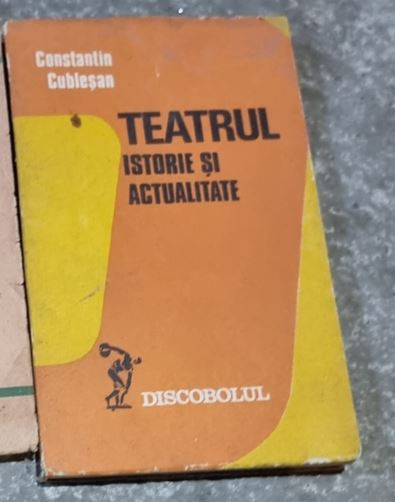 Constantin
Cubleşan
TEATRUL
ISTORIE ŞI
ACTUALITATE
DISCOBOLUL